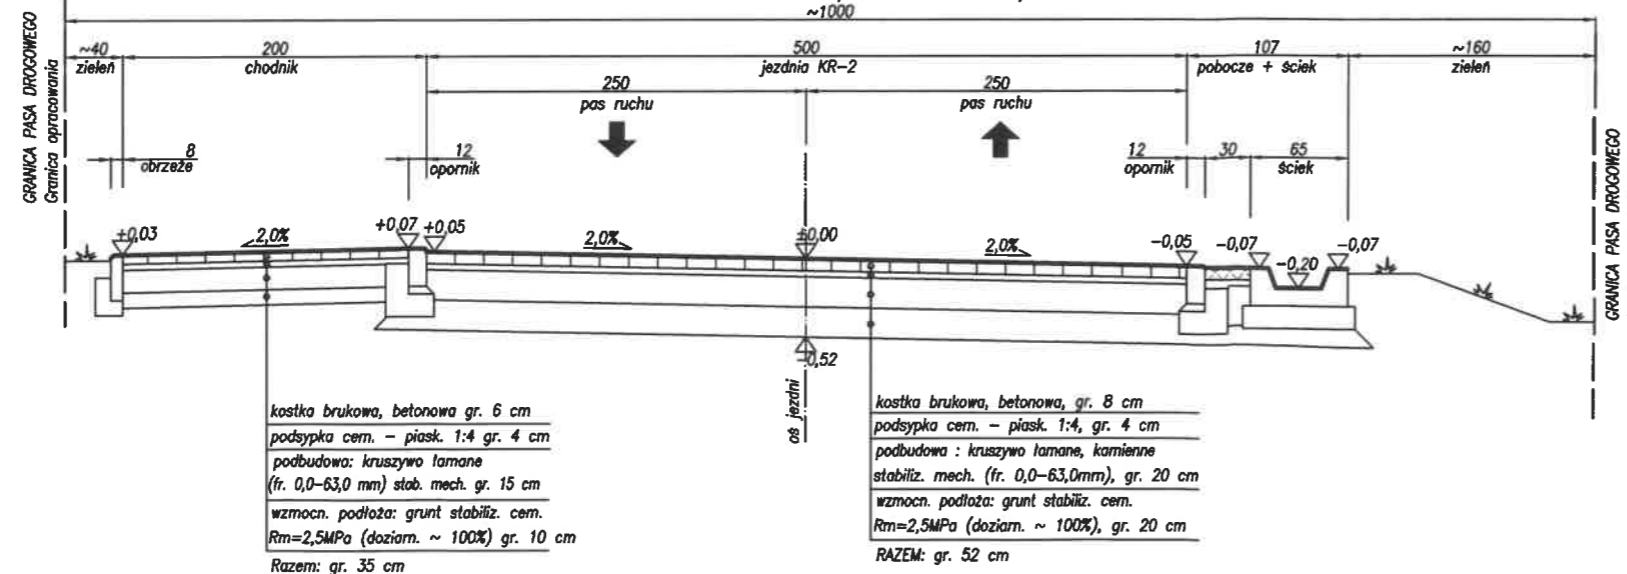 ~1000
GRANICA PASA DROGOWEGO
Granica opracowania
~40
zieleń
200
chodnik
500
jezdnia KR-2
107
pobocze + ściek
~160
zieleń
250
pas ruchu
250
pas ruchu
8
obrzeże
12
opornik
12
opornik
30
65
ściek
GRANICA PASA DROGOWEGO
+0,03
2,0%
+0,07
+0,05
2,0%
±0,00
2,0%
-0,05
-0,07
-0,20
-0,07
-0,52
oś jezdni
kostka brukowa, betonowa gr. 6 cm
podsypka cem. - piask. 1:4 gr. 4 cm
podbudowa: kruszywo łamane
(fr. 0,0-63,0 mm) stab. mech. gr. 15 cm
wzmocn. podłoża: grunt stabiliz. cem.
Rm=2,5MPa (doziarn. ~ 100%) gr. 10 cm
Razem: gr. 35 cm
kostka brukowa, betonowa, gr. 8 cm
podsypka cem. - piask. 1:4, gr. 4 cm
podbudowa : kruszywo łamane, kamienne
stabiliz. mech. (fr. 0,0-63,0mm), gr. 20 cm
wzmocn. podłoża: grunt stabiliz. cem.
Rm=2,5MPa (doziarn. ~ 100%), gr. 20 cm
RAZEM: gr. 52 cm